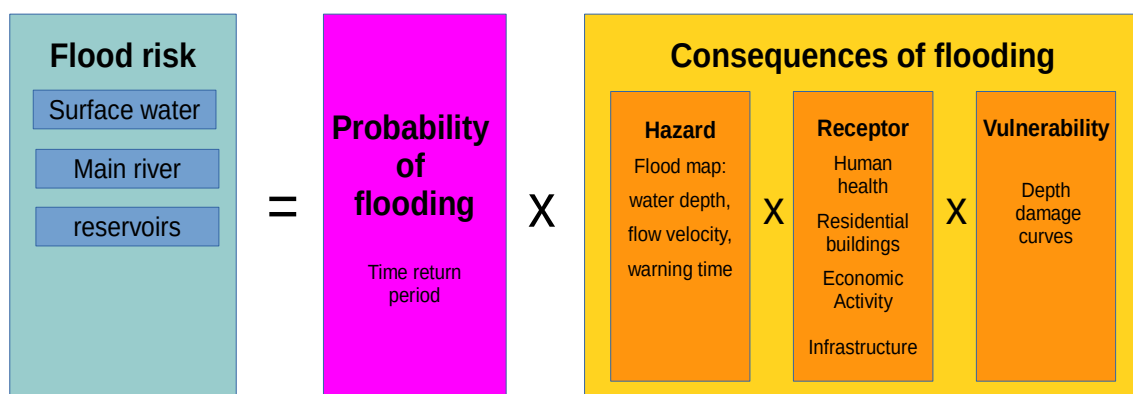 Flood risk
Surface water
Main river
reservoirs
=
Probability
of
flooding
Time return
period
X
Consequences of flooding
Hazard
Flood map:
water depth,
flow velocity,
warning time
X
Receptor
Human
health
Residential
buildings
Economic
Activity
Infrastructure
X
Vulnerability
Depth
damage
curves